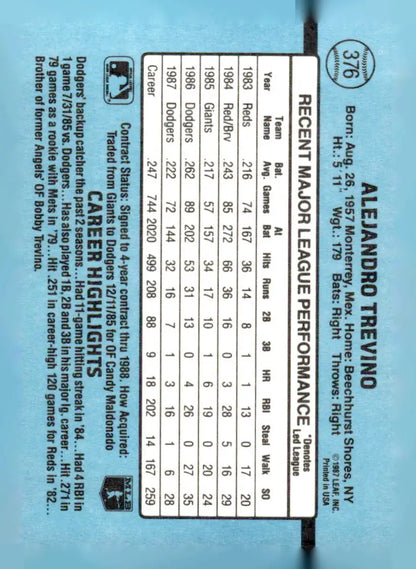 376
ALEJANDRO TREVINO
©1987 LEAF, INC.
Printed in USA
Born: Aug. 26, 1957 Monterrey, Mex. Home: Beechhurst Shores, NY
Ht.: 5' 11" Wgt.: 179 Bats: Right Throws: Right
RECENT MAJOR LEAGUE PERFORMANCE *Denotes Led League
Year Team Name Bat. Avg. Games At Bat Hits Runs 2B 3B HR RBI Steal Walk SO
1983 Reds .216 74 167 36 14 8 1 1 13 0 17 20
1984 Red/Brv .243 85 272 66 36 16 0 3 28 5 16 29
1985 Giants .217 57 157 34 17 10 1 6 19 0 20 24
1986 Dodgers .262 89 202 53 31 13 0 4 26 0 27 35
1987 Dodgers .222 72 144 32 16 7 1 3 16 1 6 28
Career .247 744 2020 499 208 88 9 18 202 14 167 259
Contract Status: Signed to 4-year contract thru 1988. How Acquired:
Traded from Giants to Dodgers 12/11/85 for OF Candy Maldonado
CAREER HIGHLIGHTS
Dodgers' backup catcher the past 2 seasons...Had 11-game hitting streak in '84...Had 4 RBI in
1 game 7/31/85 vs. Dodgers...Has also played 1B, 2B and 3B in his major lg. career...Hit .271 in
79 games as a rookie with Mets in '79...Hit .251 in career-high 120 games for Reds in '82...
Brother of former Angels' OF Bobby Trevino.
MLB